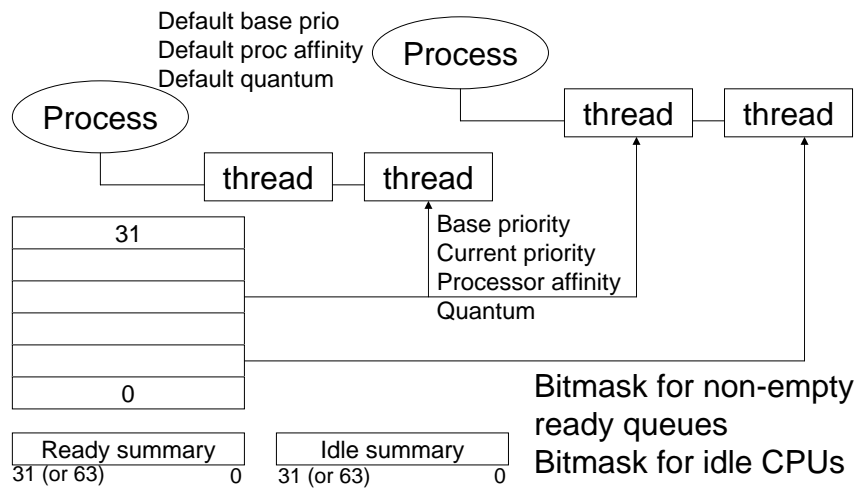 Default base prio
Default proc affinity
Default quantum
Process
Process
thread
thread
thread
thread
Base priority
Current priority
Processor affinity
Quantum
31
0
Bitmask for non-empty
ready queues
Bitmask for idle CPUs
Ready summary
31 (or 63)
0
Idle summary
31 (or 63)
0